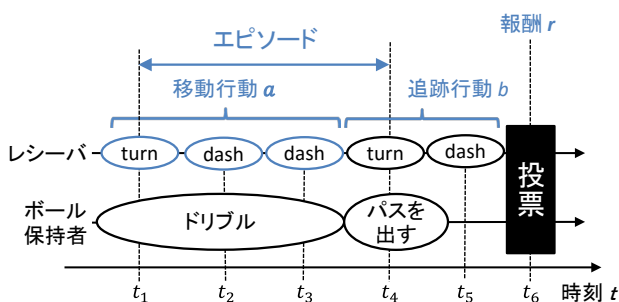 エピソード
報酬 r
移動行動 a
追跡行動 b
レシーバ
turn
dash
dash
turn
dash
投票
ボール
保持者
ドリブル
パスを
出す
t₁
t₂
t₃
t₄
t₅
t₆
時刻 t